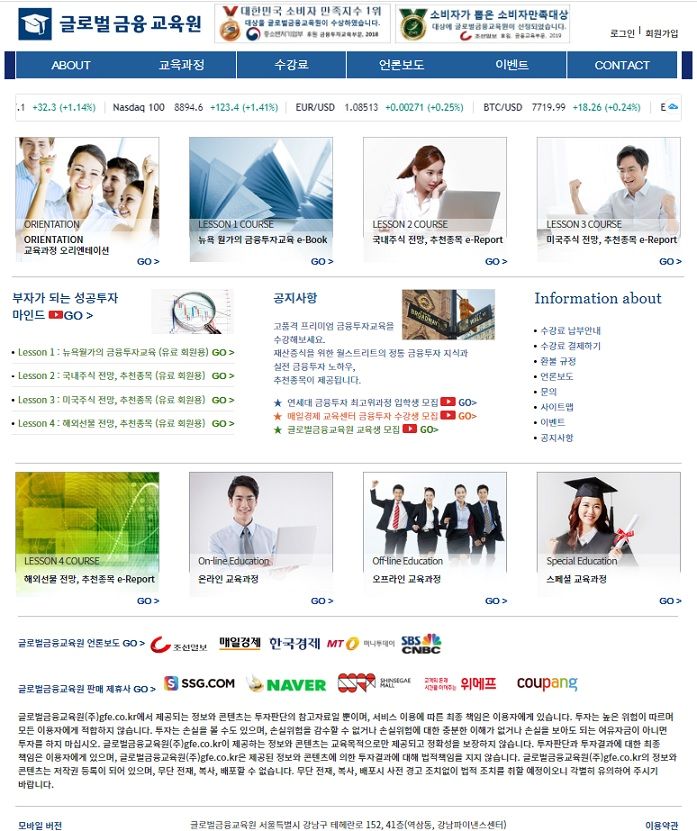 글로벌금융교육원
대한민국 소비자 만족지수 1위
대상을 글로벌금융교육원이 수상하였습니다.
중소벤처기업부 후원 금융투자교육부문, 2018
소비자가 뽑은 소비자만족대상
대상에 글로벌금융교육원이 선정되었습니다.
조선일보 후원, 금융교육부문, 2019
로그인 | 회원가입
ABOUT 교육과정 수강료 언론보도 이벤트 CONTACT
+32.3 (+1.14%) Nasdaq 100 8894.6 +123.4 (+1.41%) EUR/USD 1.08513 +0.00271 (+0.25%) BTC/USD 7719.99 +18.26 (+0.24%) E
ORIENTATION
ORIENTATION
교육과정 오리엔테이션
GO >
LESSON 1 COURSE
뉴욕 월가의 금융투자교육 e-Book
GO >
LESSON 2 COURSE
국내주식 전망, 추천종목 e-Report
GO >
LESSON 3 COURSE
미국주식 전망, 추천종목 e-Report
GO >
부자가 되는 성공투자
마인드 GO >
• Lesson 1 : 뉴욕월가의 금융투자교육 (유료 회원용) GO >
• Lesson 2 : 국내주식 전망, 추천종목 (유료 회원용) GO >
• Lesson 3 : 미국주식 전망, 추천종목 (유료 회원용) GO >
• Lesson 4 : 해외선물 전망, 추천종목 (유료 회원용) GO >
공지사항
고품격 프리미엄 금융투자교육을
수강해보세요.
재산증식을 위한 월스트리트의 정통 금융투자 지식과
실전 금융투자 노하우,
추천종목이 제공됩니다.
★ 연세대 금융투자 최고위과정 입학생 모집 GO>
★ 매일경제 교육센터 금융투자 수강생 모집 GO>
★ 글로벌금융교육원 교육생 모집 GO>
Information about
• 수강료 납부안내
• 수강료 결제하기
• 환불 규정
• 언론보도
• 문의
• 사이트맵
• 이벤트
• 공지사항
LESSON 4 COURSE
해외선물 전망, 추천종목 e-Report
GO >
On-line Education
온라인 교육과정
GO >
Off-line Education
오프라인 교육과정
GO >
Special Education
스페셜 교육과정
GO >
글로벌금융교육원 언론보도 GO > 조선일보 매일경제 한국경제 MTO 머니투데이 SBS CNBC
글로벌금융교육원 판매 제휴사 GO > SSG.COM NAVER SSM SHINSEGAE MALL 위메프 coupang
글로벌금융교육원(주)gfe.co.kr에서 제공되는 정보와 콘텐츠는 투자판단의 참고자료일 뿐이며, 서비스 이용에 따른 최종 책임은 이용자에게 있습니다. 투자는 높은 위험이 따르며
모든 이용자에게 적합하지 않습니다. 투자는 손실을 볼 수도 있으며, 손실위험을 감수할 수 없거나 손실위험에 대한 충분한 이해가 없거나 손실을 보아도 되는 여유자금이 아니면
투자를 하지 마십시오. 글로벌금융교육원(주)gfe.co.kr이 제공하는 정보와 콘텐츠는 교육목적으로만 제공되고 정확성을 보장하지 않습니다. 투자판단과 투자결과에 대한 최종
책임은 이용자에게 있으며, 글로벌금융교육원(주)gfe.co.kr은 제공된 정보와 콘텐츠에 의한 투자결과에 대해 법적책임을 지지 않습니다. 글로벌금융교육원(주)gfe.co.kr의 정보와
콘텐츠는 저작권 등록이 되어 있으며, 무단 전재, 복사, 배포할 수 없습니다. 무단 전재, 복사, 배포시 사전 경고 조치없이 법적 조치를 취할 예정이오니 각별히 유의하여 주시기
바랍니다.
모바일 버전
글로벌금융교육원 서울특별시 강남구 테헤란로 152, 41층(역삼동, 강남파이낸스센터)
이용약관